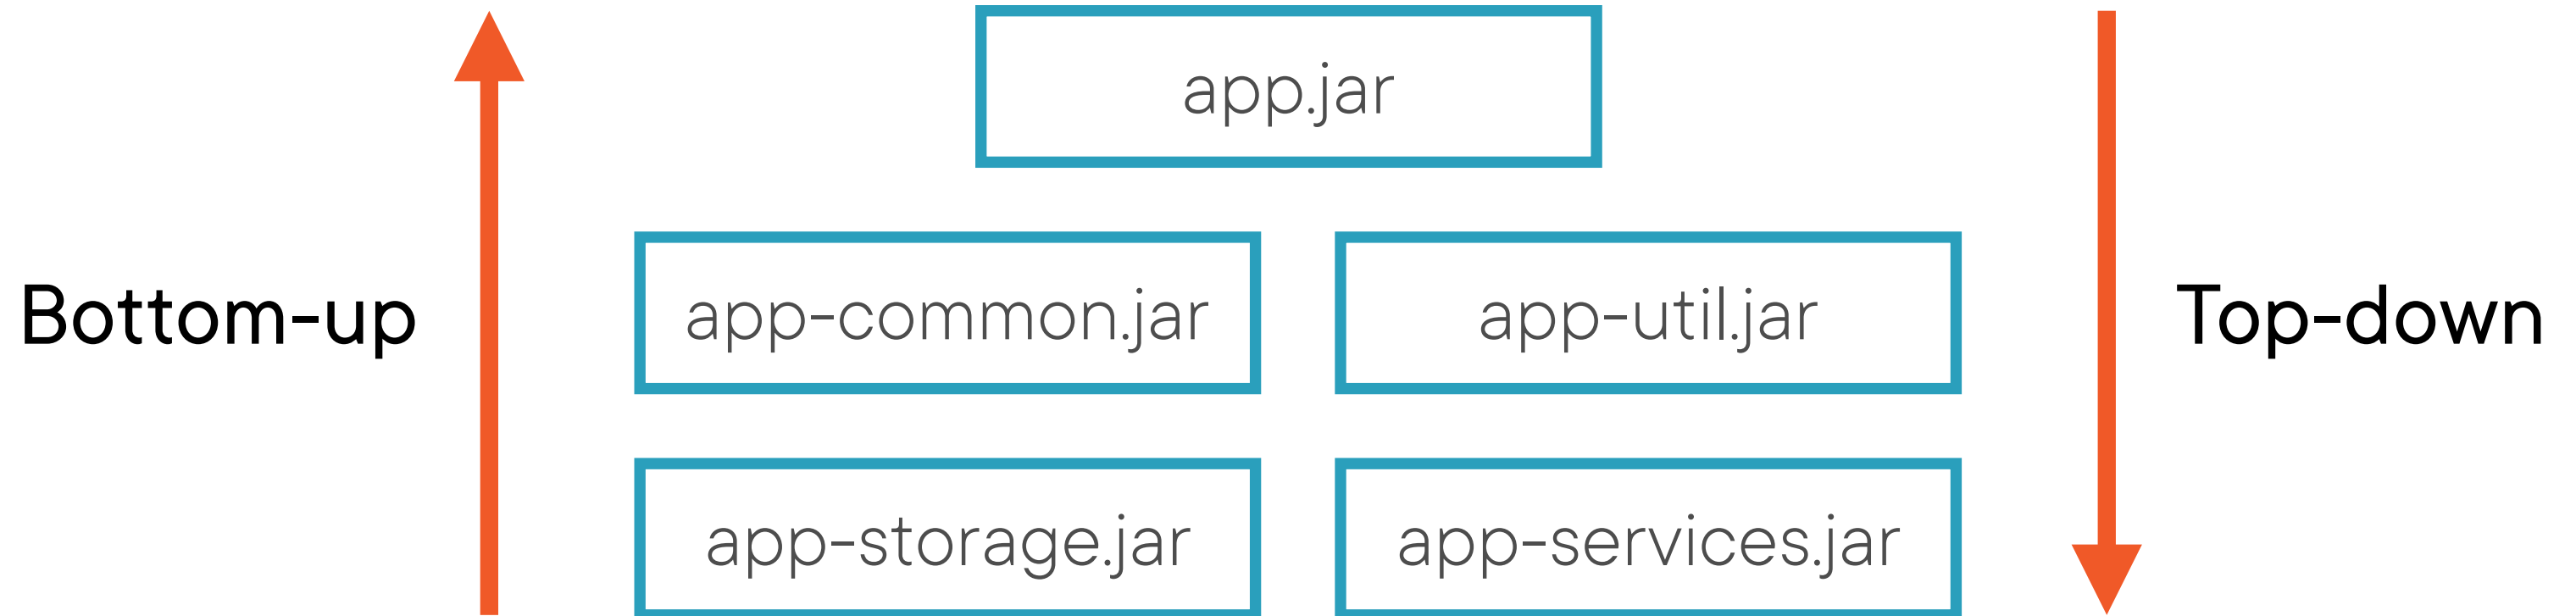 app.jar
Bottom-up
app-common.jar
app-util.jar
Top-down
app-storage.jar
app-services.jar